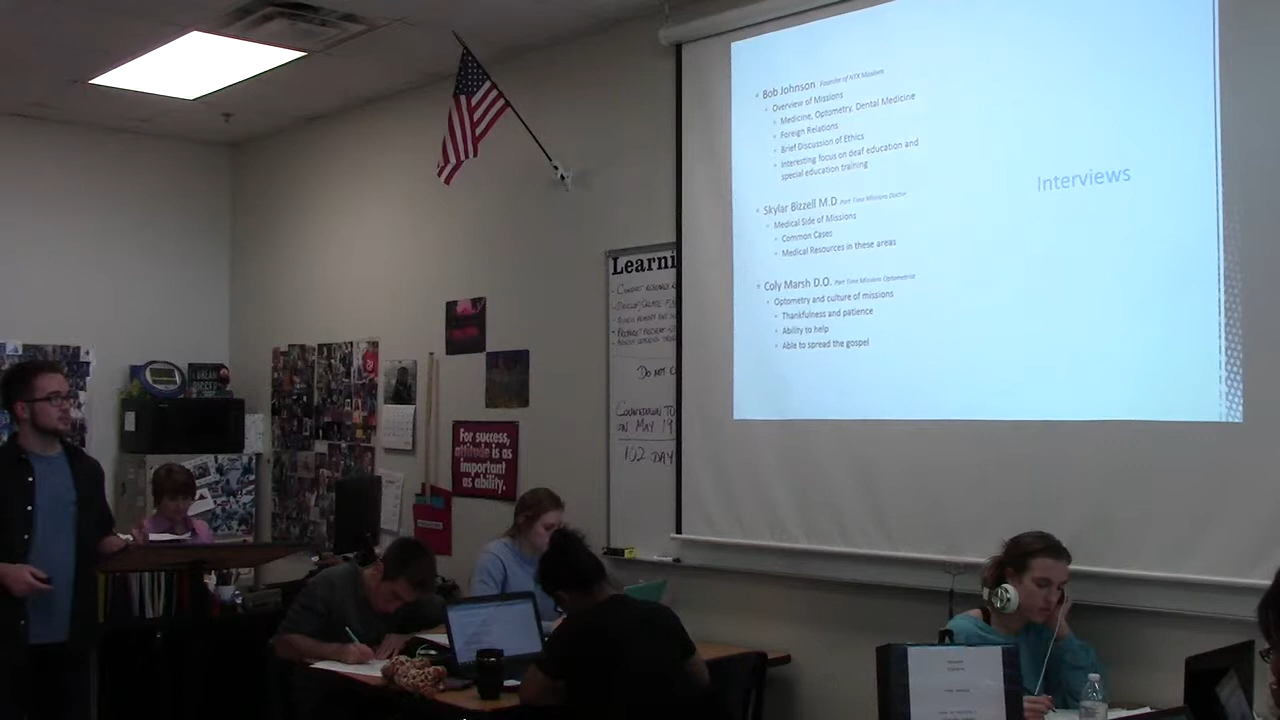 Bob Johnson Founder of NTX Missions
Overview of Missions
Medicine, Optometry, Dental Medicine
Foreign Relations
Brief Discussion of Ethics
Interesting focus on deaf education and
special education training
Skylar Bizzell M.D Part Time Missions Doctor
Medical Side of Missions
Common Cases
Medical Resources in these areas
Coly Marsh D.O. Part Time Missions Optometrist
Optometry and culture of missions
Thankfulness and patience
Ability to help
Able to spread the gospel
Interviews
Learni
- CONDUCT RESEARCH
DO NOT
COUNTDOWN TO
ON MAY 19
102 DAY
For success,
attitude is as
important
as ability.
I DREAM